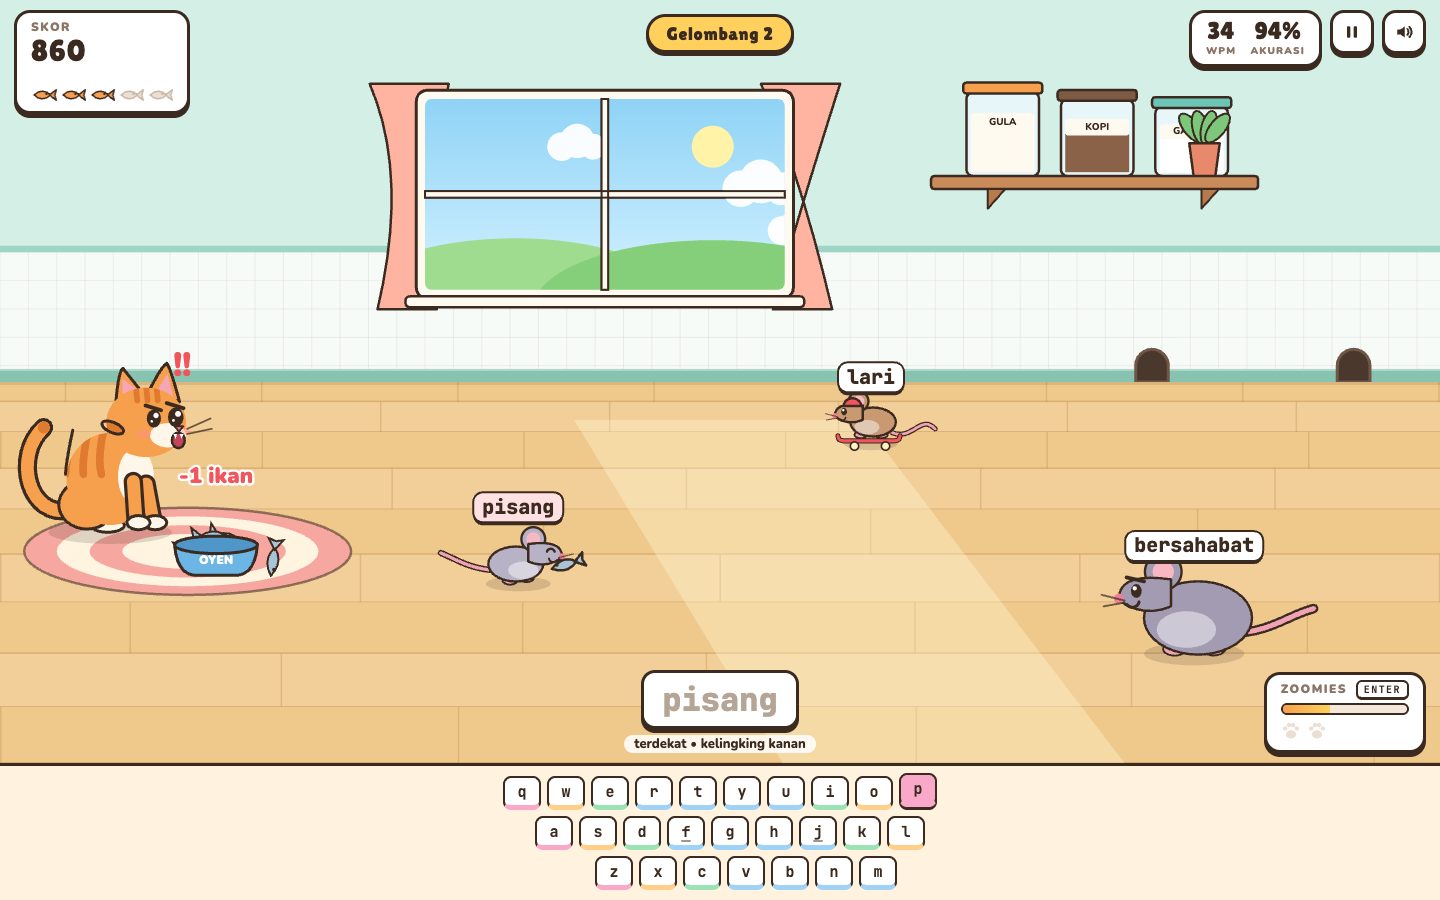 SKOR
860
Gelombang 2
34 94%
WPM AKURASI
GULA
KOPI
!!
lari
-1 ikan
pisang
OYEN
bersahabat
pisang
terdekat • kelingking kanan
ZOOMIES ENTER
q w e r t y u i o p
a s d f g h j k l
z x c v b n m